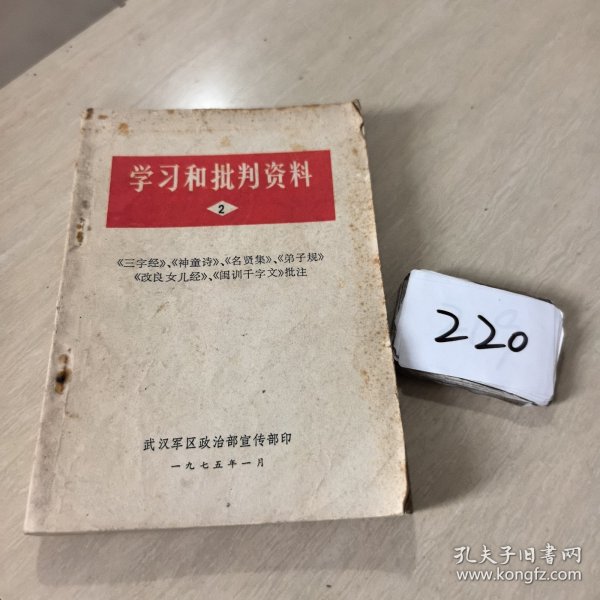 学习和批判资料
2
《三字经》、《神童诗》、《名贤集》、《弟子规》
《改良女儿经》、《闺训千字文》批注
武汉军区政治部宣传部印
一九七五年一月
220
孔夫子旧书网
www.kongfz.com